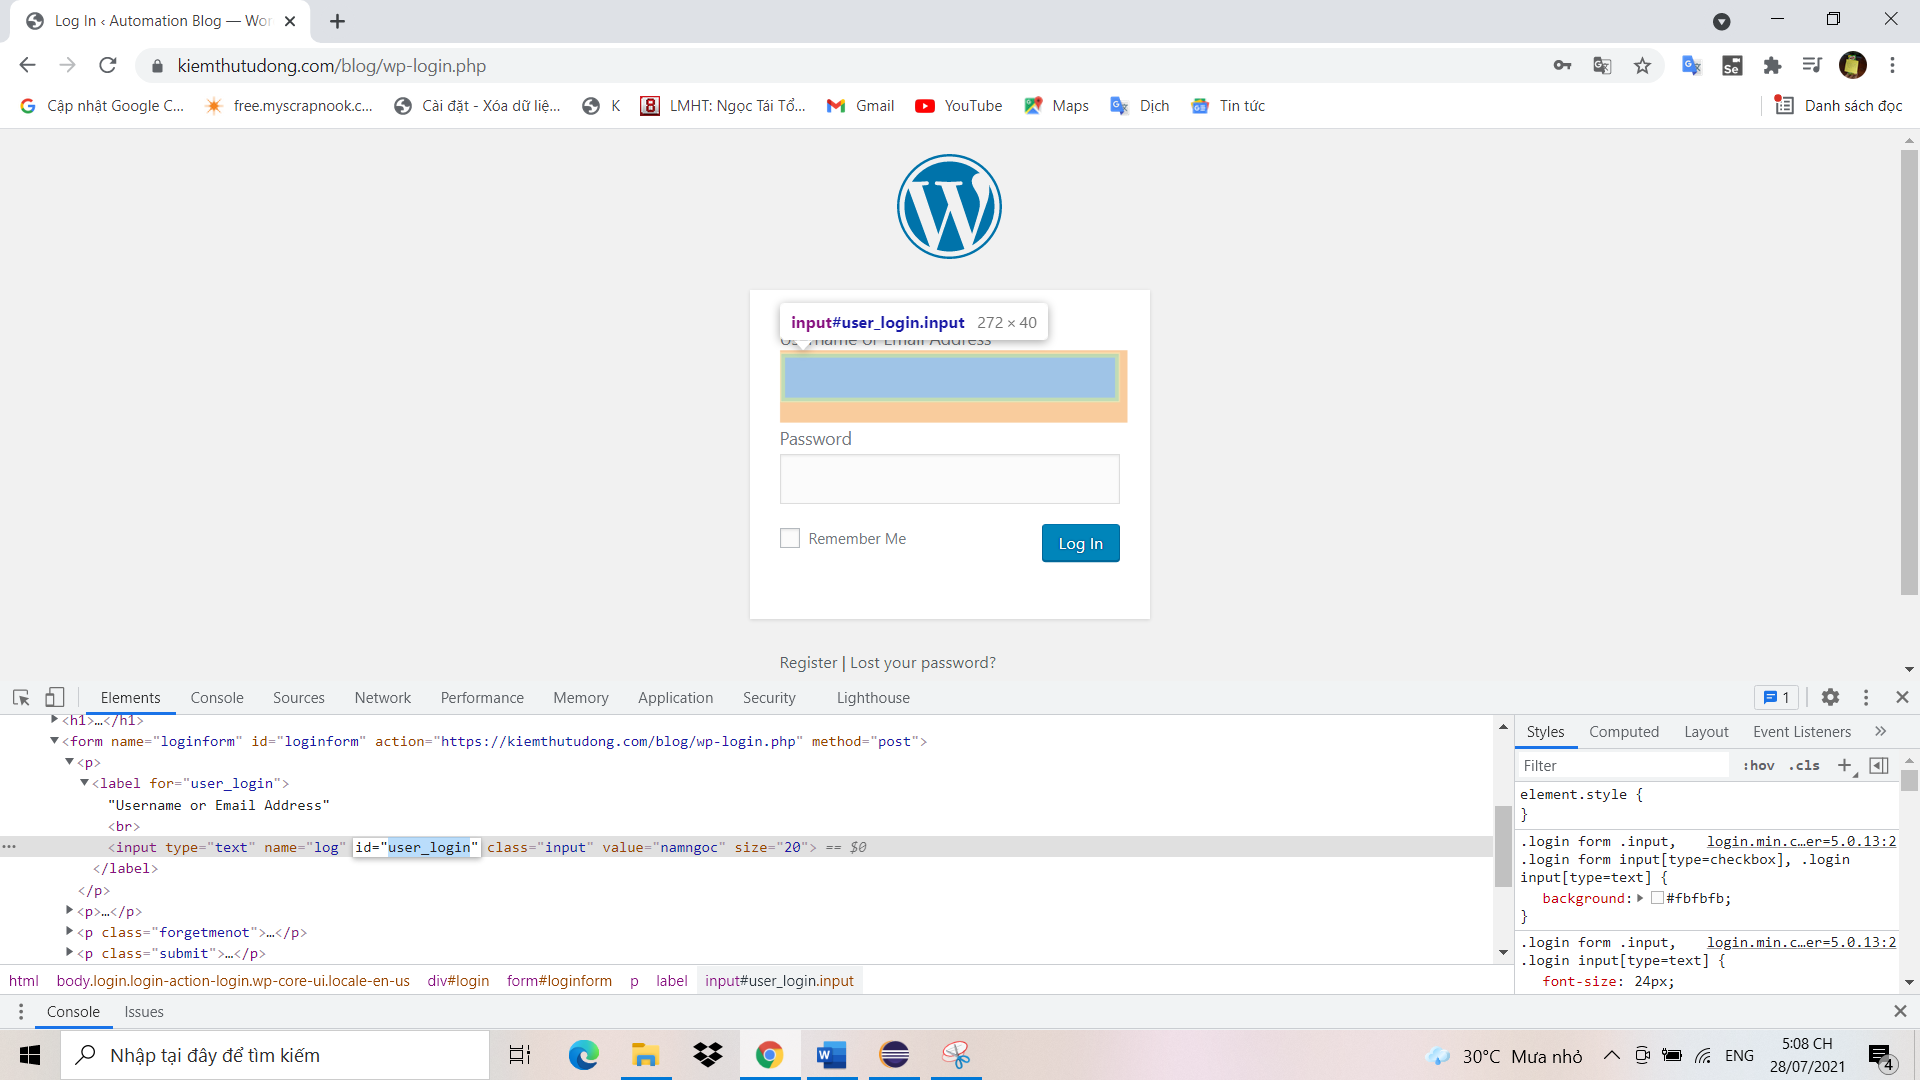 Log In ‹ Automation Blog — Wor
kiemthutudong.com/blog/wp-login.php
Cập nhật Google C... free.myscrapnook.c... Cài đặt - Xóa dữ liệ... K LMHT: Ngọc Tái Tổ... Gmail YouTube Maps Dịch Tin tức Danh sách đọc
input#user_login.input 272 × 40
Username or Email Address
Password
Remember Me Log In
Register | Lost your password?
Elements Console Sources Network Performance Memory Application Security Lighthouse 1
<h1>…</h1>
<form name="loginform" id="loginform" action="https://kiemthutudong.com/blog/wp-login.php" method="post">
<p>
<label for="user_login">
"Username or Email Address"
<br>
<input type="text" name="log" id="user_login" class="input" value="namngoc" size="20"> == $0
</label>
</p>
<p>…</p>
<p class="forgetmenot">…</p>
<p class="submit">…</p>
Styles Computed Layout Event Listeners »
Filter :hov .cls +
element.style {
}
.login form .input, login.min.c…er=5.0.13:2
.login form input[type=checkbox], .login
input[type=text] {
background: #fbfbfb;
}
.login form .input, login.min.c…er=5.0.13:2
.login input[type=text] {
font-size: 24px;
html body.login.login-action-login.wp-core-ui.locale-en-us div#login form#loginform p label input#user_login.input
Console Issues
Nhập tại đây để tìm kiếm
30°C Mưa nhỏ ENG 5:08 CH
28/07/2021
4